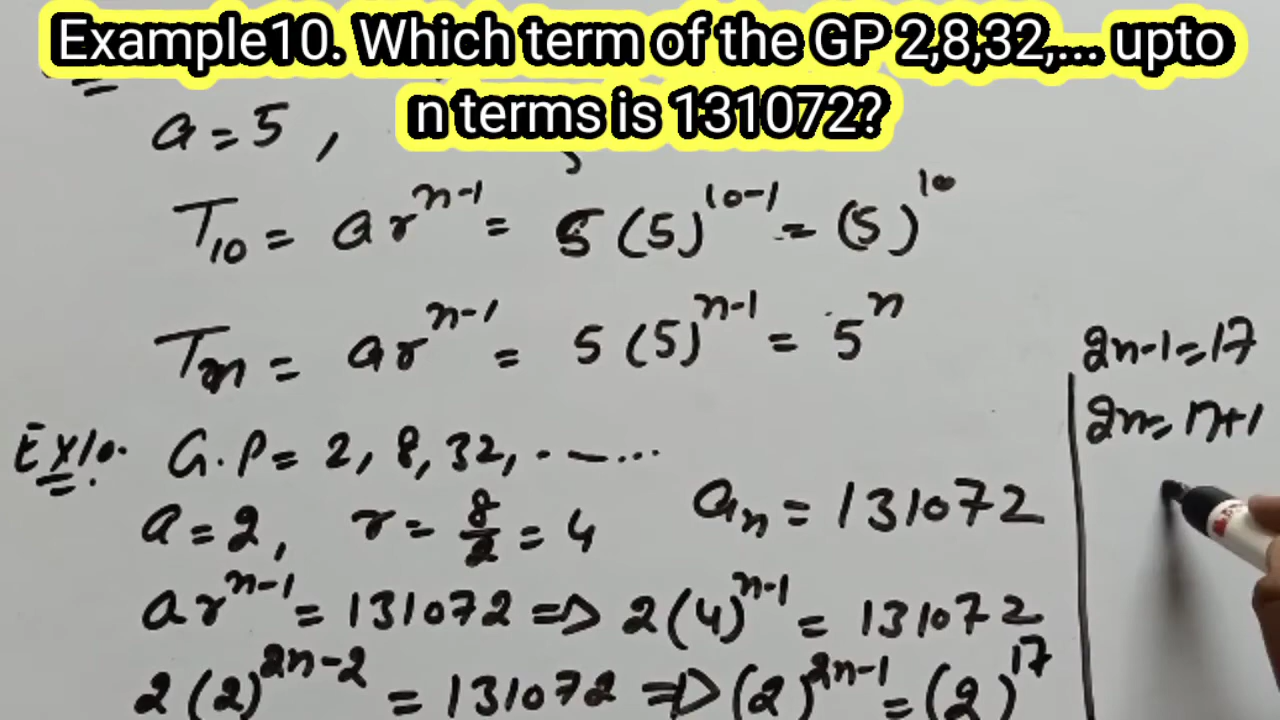 Example10. Which term of the GP 2,8,32,... upto
n terms is 131072?
a = 5 ,
T₁₀ = ar^{n-1} = 5 (5)^{10-1} = (5)^{10}
Tₙ = ar^{n-1} = 5 (5)^{n-1} = 5^{n}
2n-1=17
2n=17+1
Ex10. G.P = 2, 8, 32, ......
a = 2, r = 8/2 = 4
aₙ = 131072
ar^{n-1} = 131072 => 2(4)^{n-1} = 131072
2(2)^{2n-2} = 131072 => (2)^{2n-1} = (2)^{17}